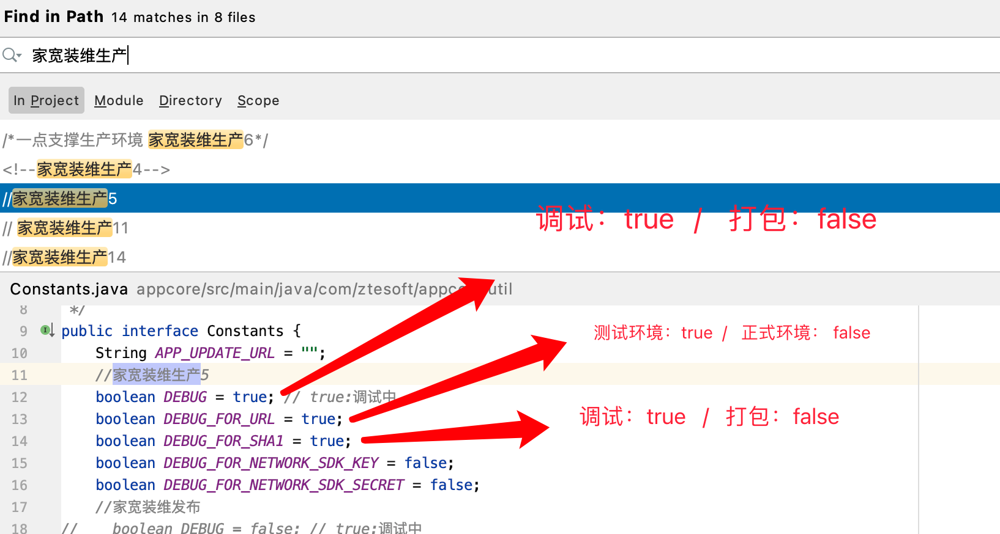 Find in Path 14 matches in 8 files
家宽装维生产
In Project Module Directory Scope
/*一点支撑生产环境 家宽装维生产6*/
<!--家宽装维生产4-->
//家宽装维生产5
调试：true / 打包：false
// 家宽装维生产11
//家宽装维生产14
Constants.java appcore/src/main/java/com/ztesoft/appco util
8 */
9 public interface Constants {
测试环境：true / 正式环境： false
10 String APP_UPDATE_URL = "";
11 //家宽装维生产5
12 boolean DEBUG = true; // true:调试中
13 boolean DEBUG_FOR_URL = true;
调试：true / 打包：false
14 boolean DEBUG_FOR_SHA1 = true;
15 boolean DEBUG_FOR_NETWORK_SDK_KEY = false;
16 boolean DEBUG_FOR_NETWORK_SDK_SECRET = false;
17 //家宽装维发布
18 // boolean DEBUG = false; // true:调试中